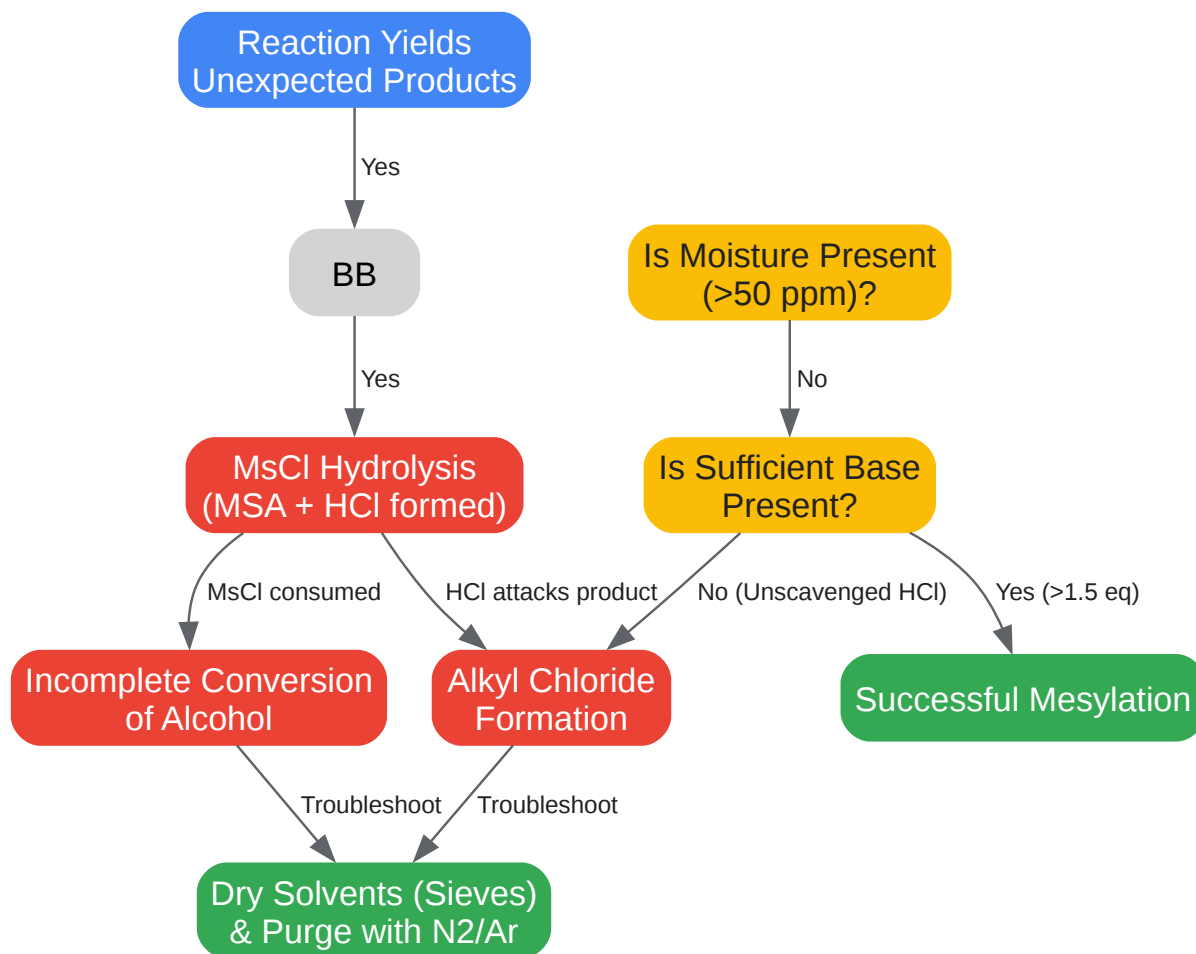 Reaction Yields
Unexpected Products
Yes
BB
Is Moisture Present
(>50 ppm)?
Yes
No
MsCl Hydrolysis
(MSA + HCl formed)
Is Sufficient Base
Present?
MsCl consumed
HCl attacks product
No (Unscavenged HCl)
Yes (>1.5 eq)
Incomplete Conversion
of Alcohol
Alkyl Chloride
Formation
Successful Mesylation
Troubleshoot
Troubleshoot
Dry Solvents (Sieves)
& Purge with N2/Ar